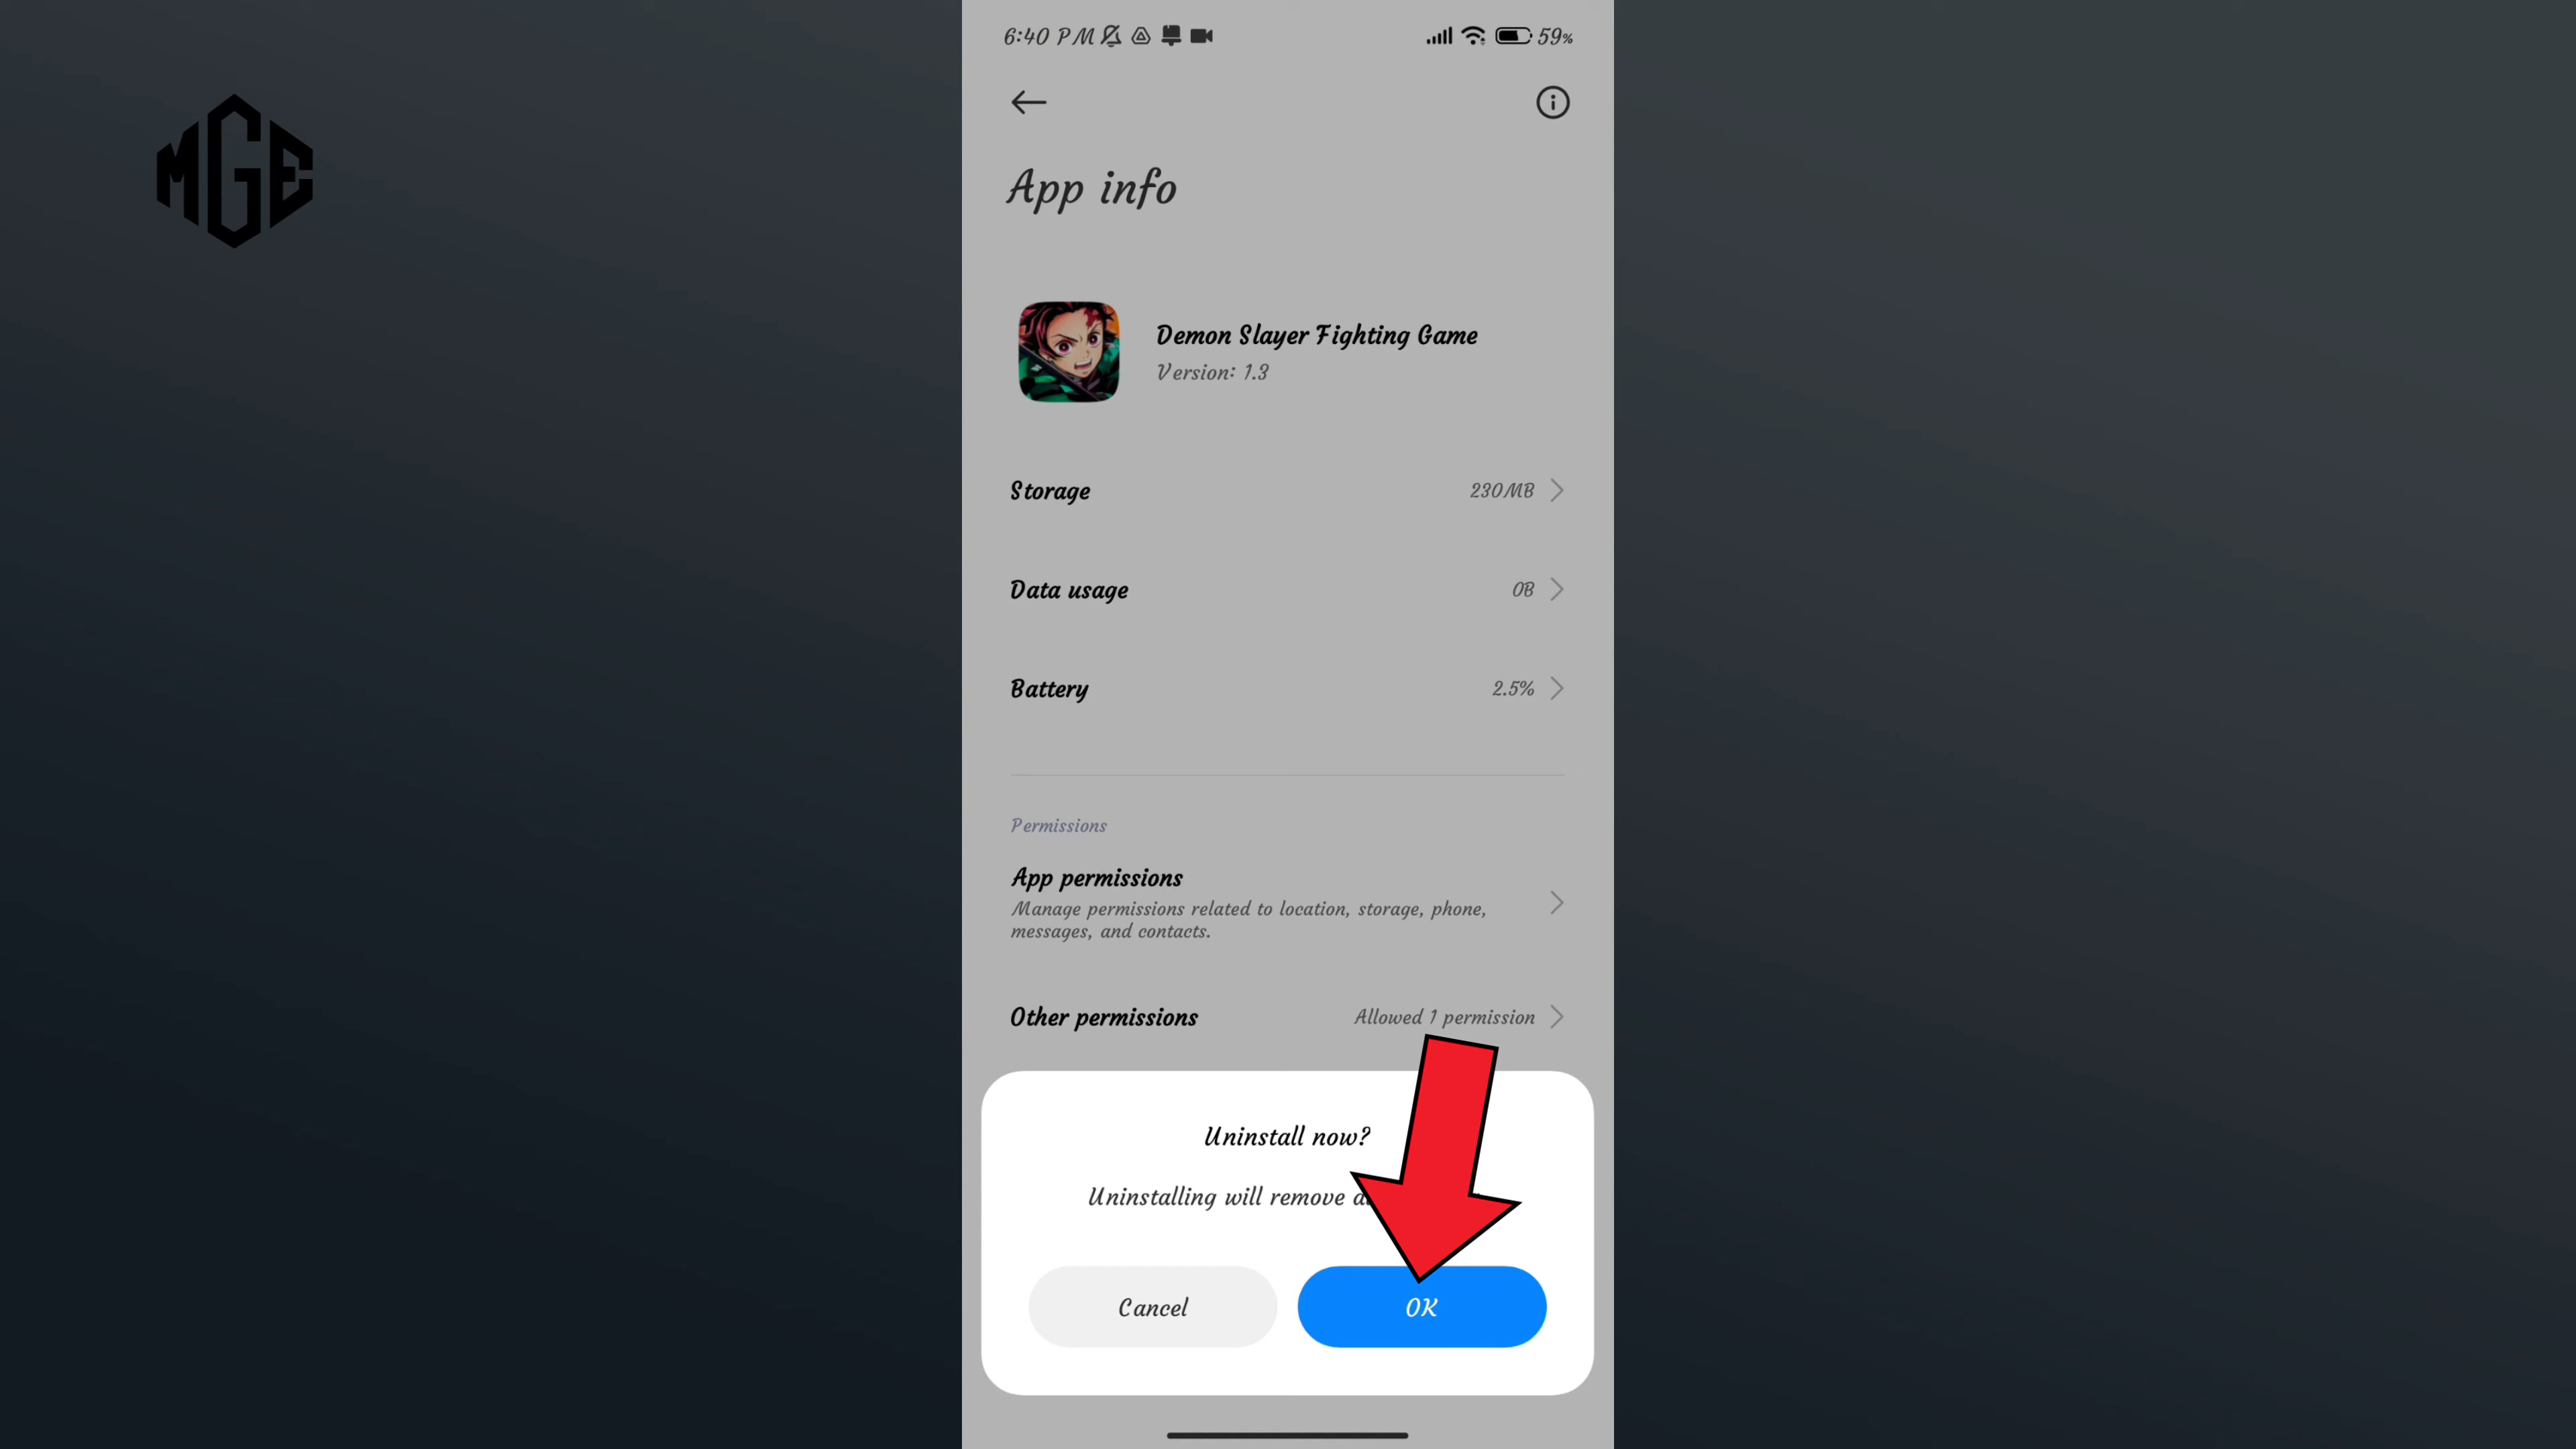 MGE
6:40 PM
59%
App info
Demon Slayer Fighting Game
Version: 1.3
Storage
230MB
Data usage
0B
Battery
2.5%
Permissions
App permissions
Manage permissions related to location, storage, phone,
messages, and contacts.
Other permissions
Allowed 1 permission
Uninstall now?
Uninstalling will remove
Cancel
OK